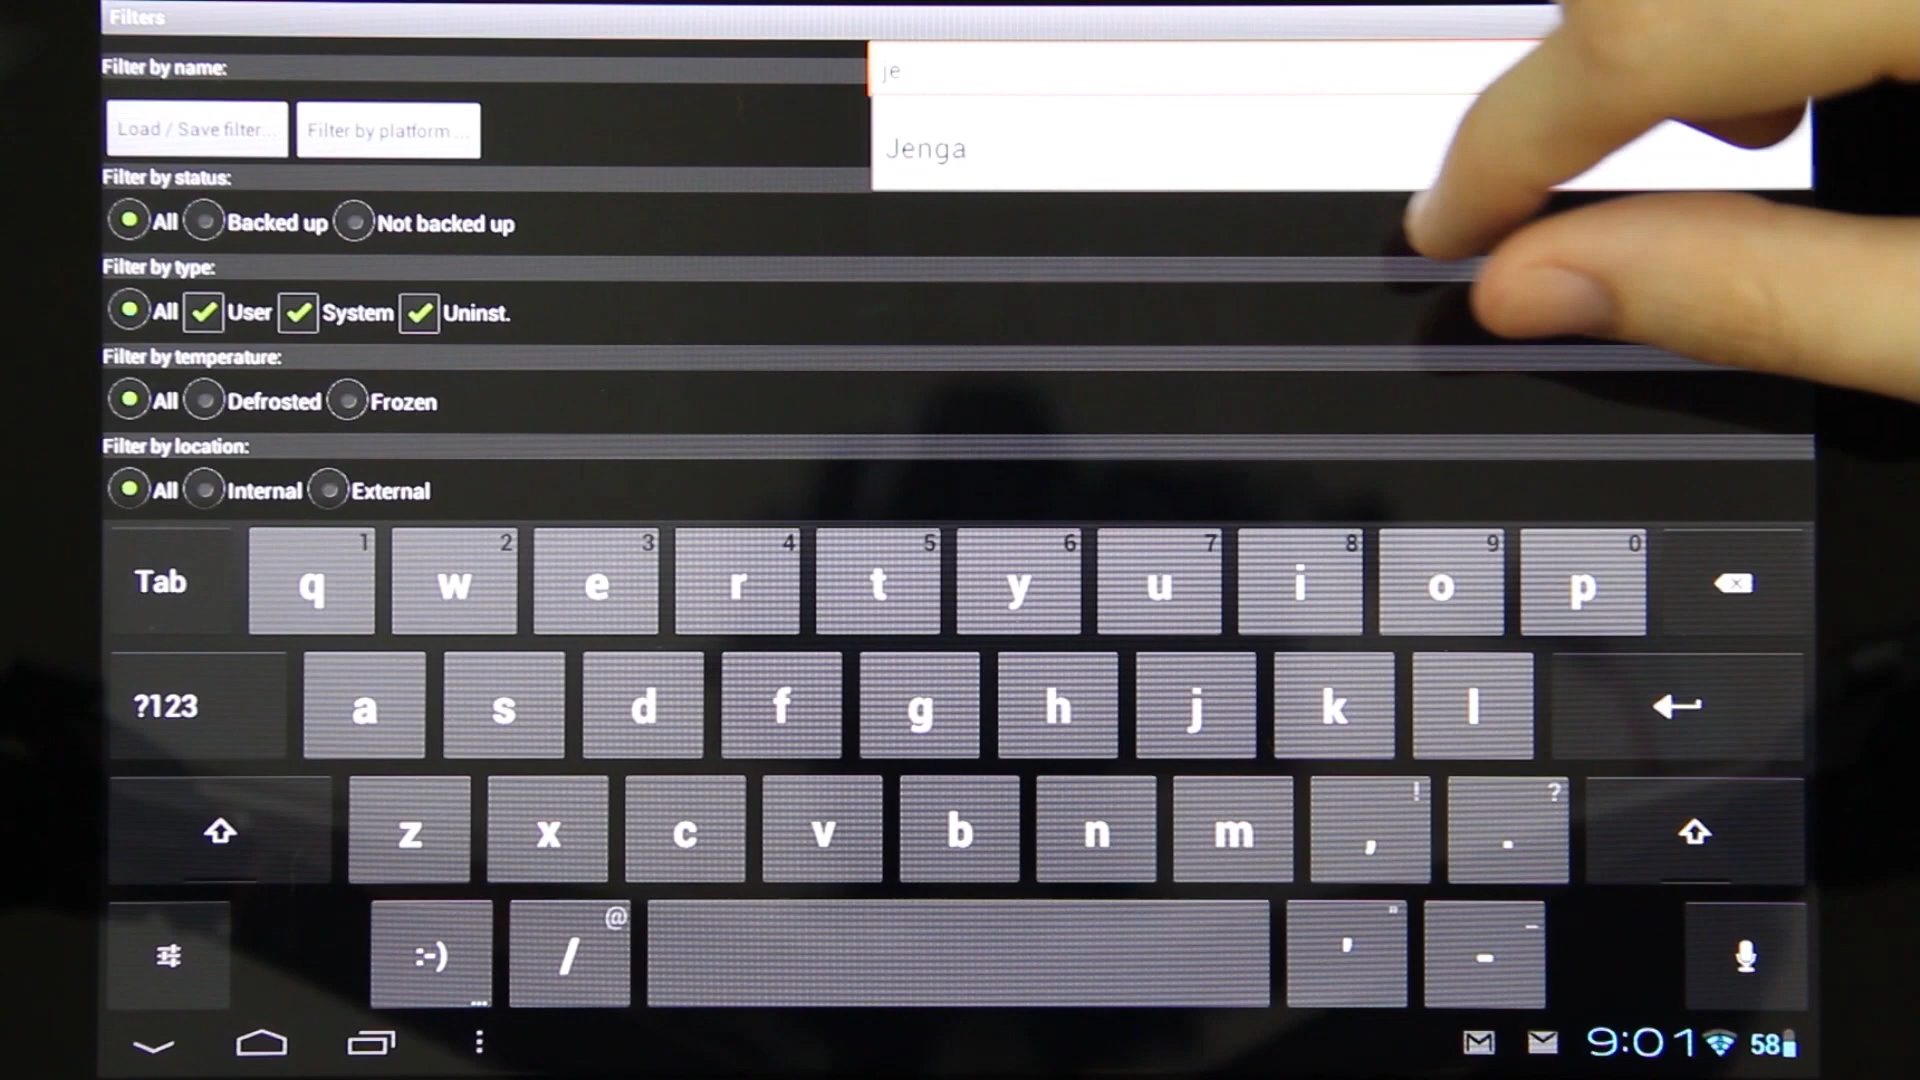 Filters
Filter by name:
je
Load / Save filter... Filter by platform ...
Jenga
Filter by status:
All Backed up Not backed up
Filter by type:
All User System Uninst.
Filter by temperature:
All Defrosted Frozen
Filter by location:
All Internal External
1 2 3 4 5 6 7 8 9 0
Tab q w e r t y u i o p
?123 a s d f g h j k l
! ?
z x c v b n m , .
@ " _
:-) / ' -
...
9:01 58